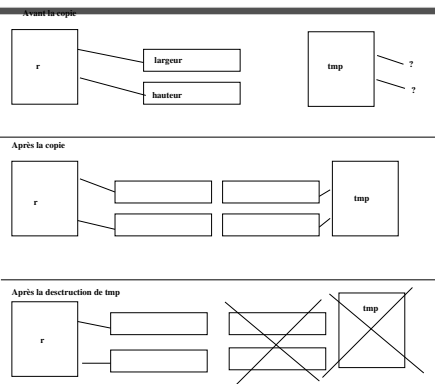 Avant la copie
r
largeur
hauteur
tmp
?
?
Après la copie
r
tmp
Après la desctruction de tmp
r
tmp